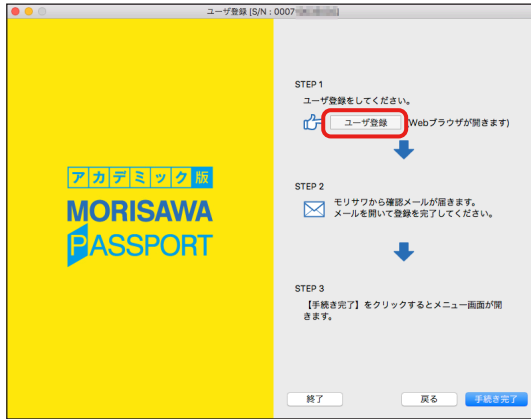 ユーザ登録 [S/N : 0007
アカデミック版
MORISAWA
PASSPORT
STEP 1
ユーザ登録をしてください。
ユーザ登録 (Webブラウザが開きます)
STEP 2
モリサワから確認メールが届きます。
メールを開いて登録を完了してください。
STEP 3
【手続き完了】をクリックするとメニュー画面が開
きます。
終了 戻る 手続き完了